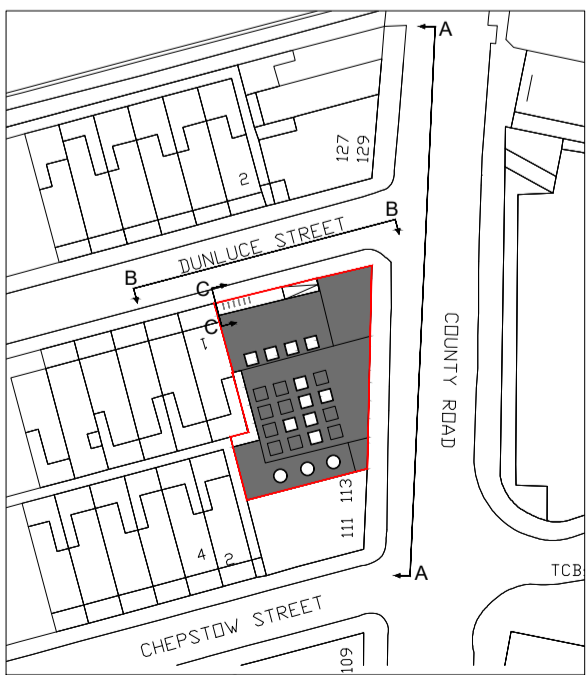 A
127
129
2
B
DUNLUCE STREET
B
C
C
1
COUNTY ROAD
113
111
4
2
TCB
A
CHEPSTOW STREET
109